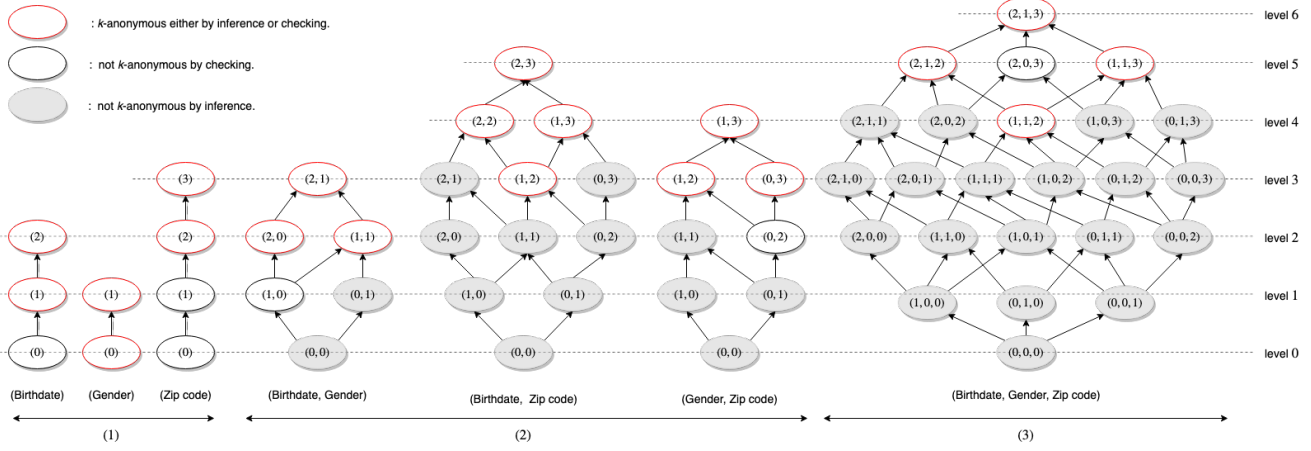 : k-anonymous either by inference or checking.
: not k-anonymous by checking.
: not k-anonymous by inference.
(2,1,3) level 6
(2, 3) (2,1,2) (2,0,3) (1,1,3) level 5
(2, 2) (1, 3) (1, 3) (2,1,1) (2,0,2) (1,1,2) (1,0,3) (0,1,3) level 4
(3) (2, 1) (2, 1) (1, 2) (0, 3) (1, 2) (0, 3) (2,1,0) (2,0,1) (1,1,1) (1,0,2) (0,1,2) (0,0,3) level 3
(2) (2) (2, 0) (1, 1) (2, 0) (1, 1) (0, 2) (1, 1) (0, 2) (2,0,0) (1,1,0) (1,0,1) (0,1,1) (0,0,2) level 2
(1) (1) (1) (1, 0) (0, 1) (1, 0) (0, 1) (1, 0) (0, 1) (1,0,0) (0,1,0) (0,0,1) level 1
(0) (0) (0) (0, 0) (0, 0) (0, 0) (0,0,0) level 0
(Birthdate) (Gender) (Zip code) (Birthdate, Gender) (Birthdate, Zip code) (Gender, Zip code) (Birthdate, Gender, Zip code)
(1) (2) (3)